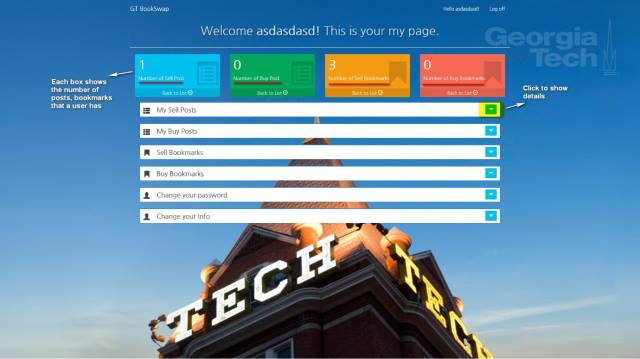 GT BookSwap
Hello asdasdasd!
Log off
Welcome asdasdasd! This is your my page.
Georgia
Tech
1
Number of Sell Post
Back to List
0
Number of Buy Post
Back to List
3
Number of Sell Bookmarks
Back to List
0
Number of Buy Bookmarks
Back to List
Each box shows
the number of
posts, bookmarks
that a user has
Click to show
details
My Sell Posts
My Buy Posts
Sell Bookmarks
Buy Bookmarks
Change your password
Change your Info
TECH
TECH